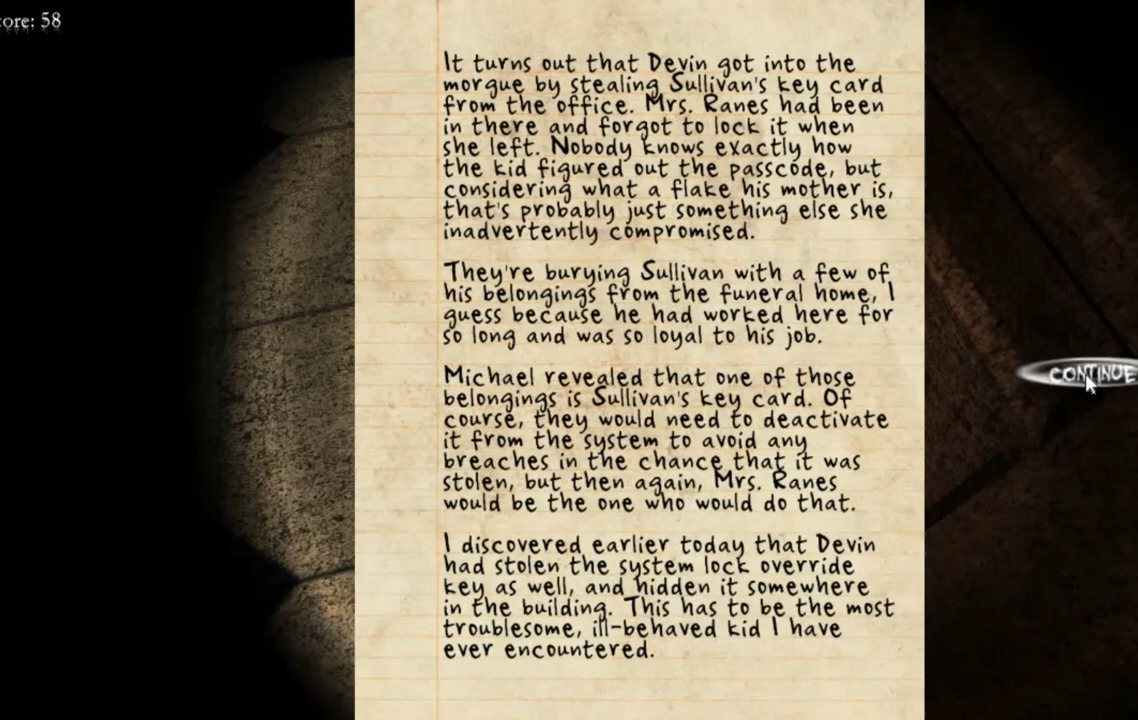 core: 58
It turns out that Devin got into the
morgue by stealing Sullivan's key card
from the office. Mrs. Ranes had been
in there and forgot to lock it when
she left. Nobody knows exactly how
the kid figured out the passcode, but
considering what a flake his mother is,
that's probably just something else she
inadvertently compromised.
They're burying Sullivan with a few of
his belongings from the funeral home, I
guess because he had worked here for
so long and was so loyal to his job.
Michael revealed that one of those
belongings is Sullivan's key card. Of
course, they would need to deactivate
it from the system to avoid any
breaches in the chance that it was
stolen, but then again, Mrs. Ranes
would be the one who would do that.
I discovered earlier today that Devin
had stolen the system lock override
key as well, and hidden it somewhere
in the building. This has to be the most
troublesome, ill-behaved kid I have
ever encountered.
CONTINUE